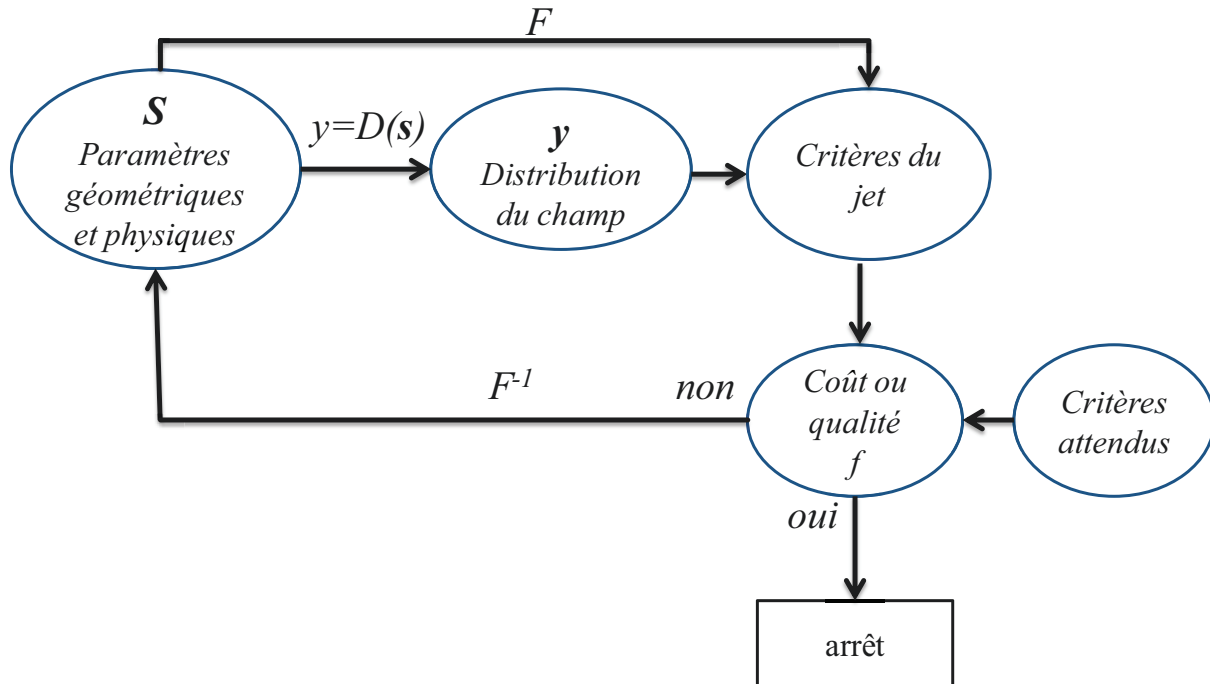 F
S
Paramètres
géométriques
et physiques
y=D(s)
y
Distribution
du champ
Critères du
jet
F-1
non
Coût ou
qualité
f
Critères
attendus
oui
arrêt